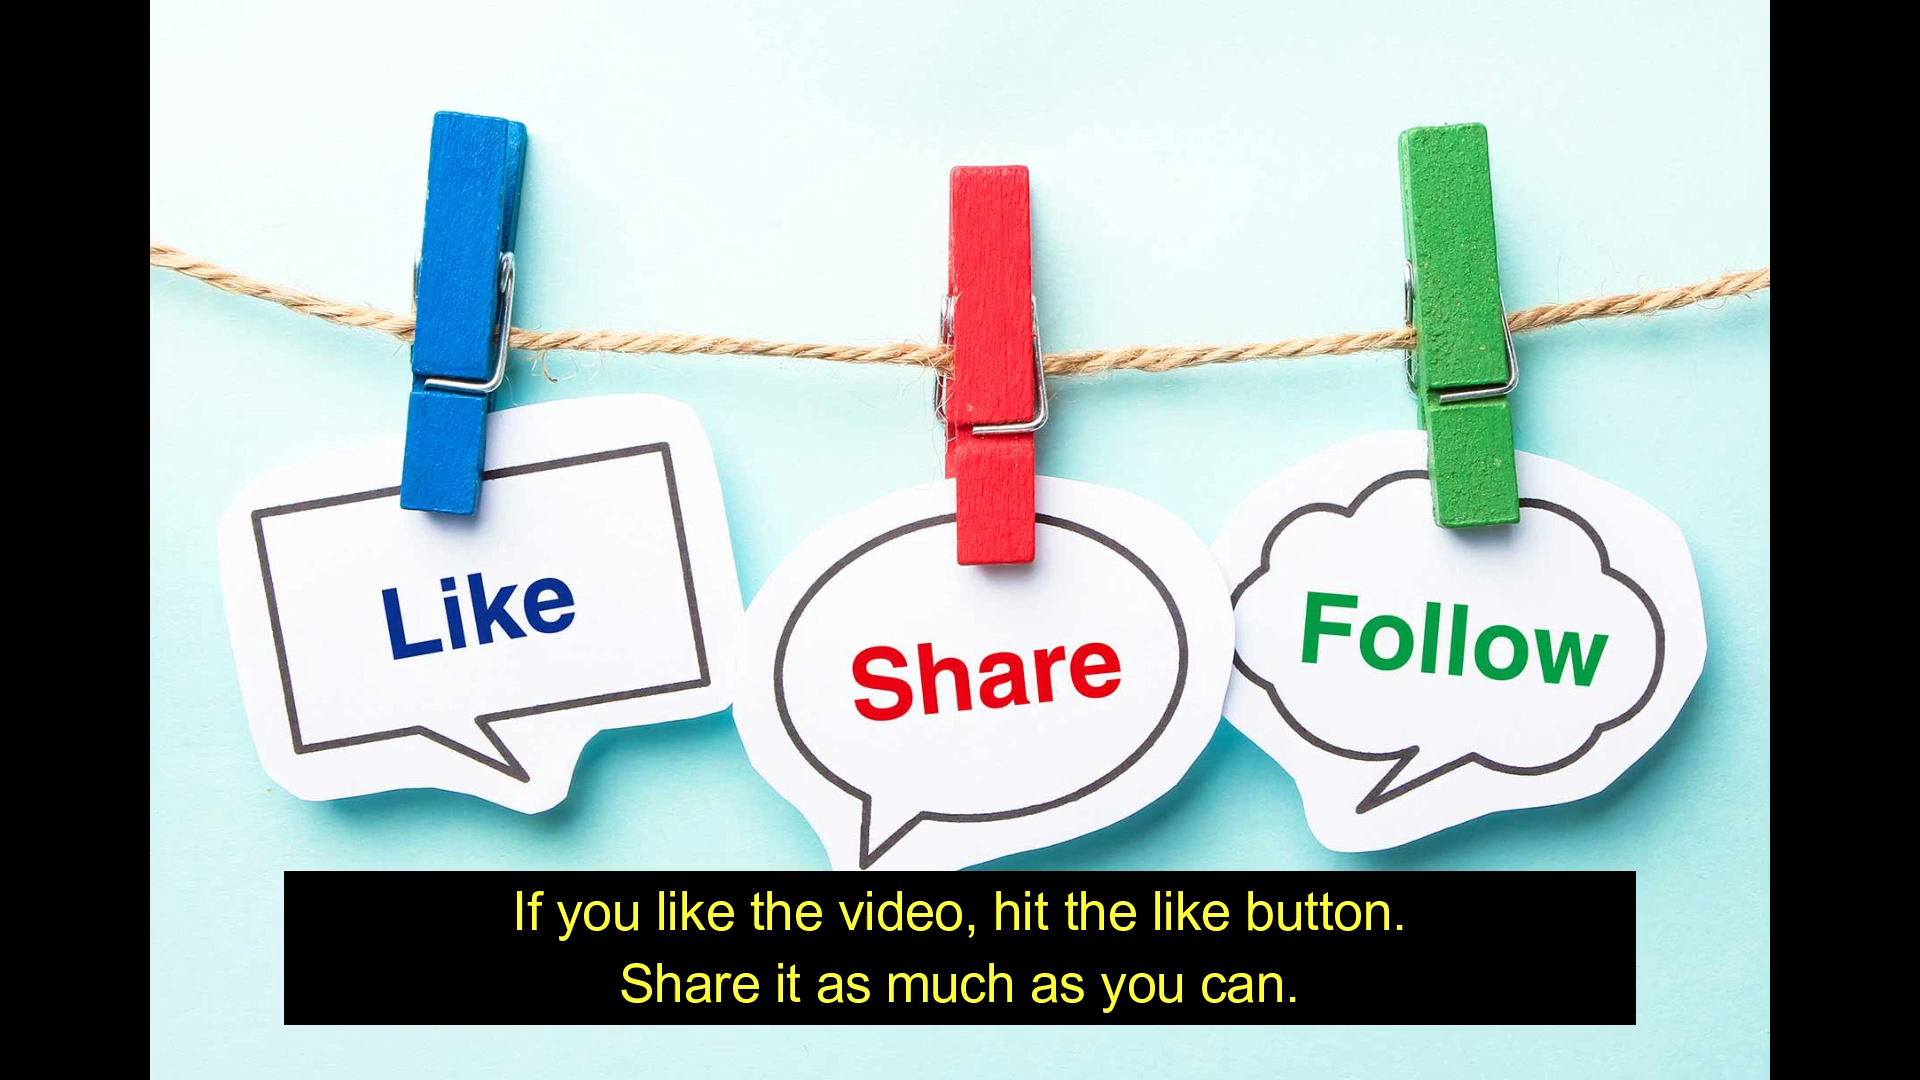 Like
Share
Follow
If you like the video, hit the like button.
Share it as much as you can.